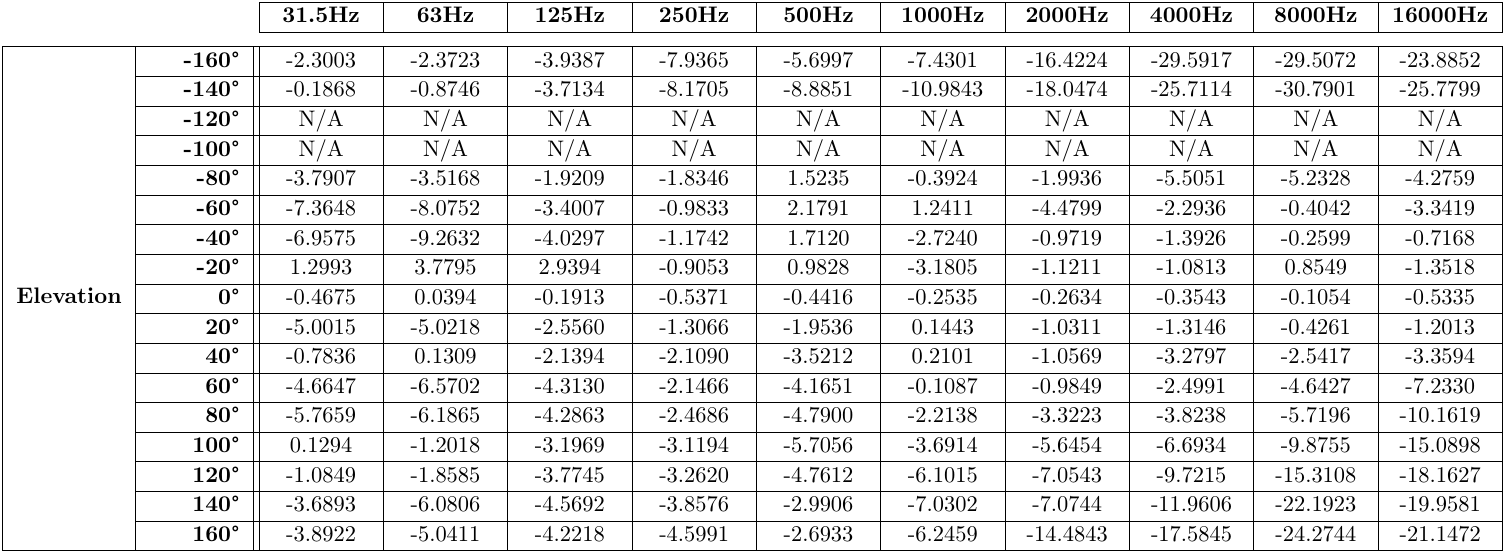 31.5Hz 63Hz 125Hz 250Hz 500Hz 1000Hz 2000Hz 4000Hz 8000Hz 16000Hz
-160° -2.3003 -2.3723 -3.9387 -7.9365 -5.6997 -7.4301 -16.4224 -29.5917 -29.5072 -23.8852
-140° -0.1868 -0.8746 -3.7134 -8.1705 -8.8851 -10.9843 -18.0474 -25.7114 -30.7901 -25.7799
-120° N/A N/A N/A N/A N/A N/A N/A N/A N/A N/A
-100° N/A N/A N/A N/A N/A N/A N/A N/A N/A N/A
-80° -3.7907 -3.5168 -1.9209 -1.8346 1.5235 -0.3924 -1.9936 -5.5051 -5.2328 -4.2759
-60° -7.3648 -8.0752 -3.4007 -0.9833 2.1791 1.2411 -4.4799 -2.2936 -0.4042 -3.3419
-40° -6.9575 -9.2632 -4.0297 -1.1742 1.7120 -2.7240 -0.9719 -1.3926 -0.2599 -0.7168
-20° 1.2993 3.7795 2.9394 -0.9053 0.9828 -3.1805 -1.1211 -1.0813 0.8549 -1.3518
Elevation 0° -0.4675 0.0394 -0.1913 -0.5371 -0.4416 -0.2535 -0.2634 -0.3543 -0.1054 -0.5335
20° -5.0015 -5.0218 -2.5560 -1.3066 -1.9536 0.1443 -1.0311 -1.3146 -0.4261 -1.2013
40° -0.7836 0.1309 -2.1394 -2.1090 -3.5212 0.2101 -1.0569 -3.2797 -2.5417 -3.3594
60° -4.6647 -6.5702 -4.3130 -2.1466 -4.1651 -0.1087 -0.9849 -2.4991 -4.6427 -7.2330
80° -5.7659 -6.1865 -4.2863 -2.4686 -4.7900 -2.2138 -3.3223 -3.8238 -5.7196 -10.1619
100° 0.1294 -1.2018 -3.1969 -3.1194 -5.7056 -3.6914 -5.6454 -6.6934 -9.8755 -15.0898
120° -1.0849 -1.8585 -3.7745 -3.2620 -4.7612 -6.1015 -7.0543 -9.7215 -15.3108 -18.1627
140° -3.6893 -6.0806 -4.5692 -3.8576 -2.9906 -7.0302 -7.0744 -11.9606 -22.1923 -19.9581
160° -3.8922 -5.0411 -4.2218 -4.5991 -2.6933 -6.2459 -14.4843 -17.5845 -24.2744 -21.1472